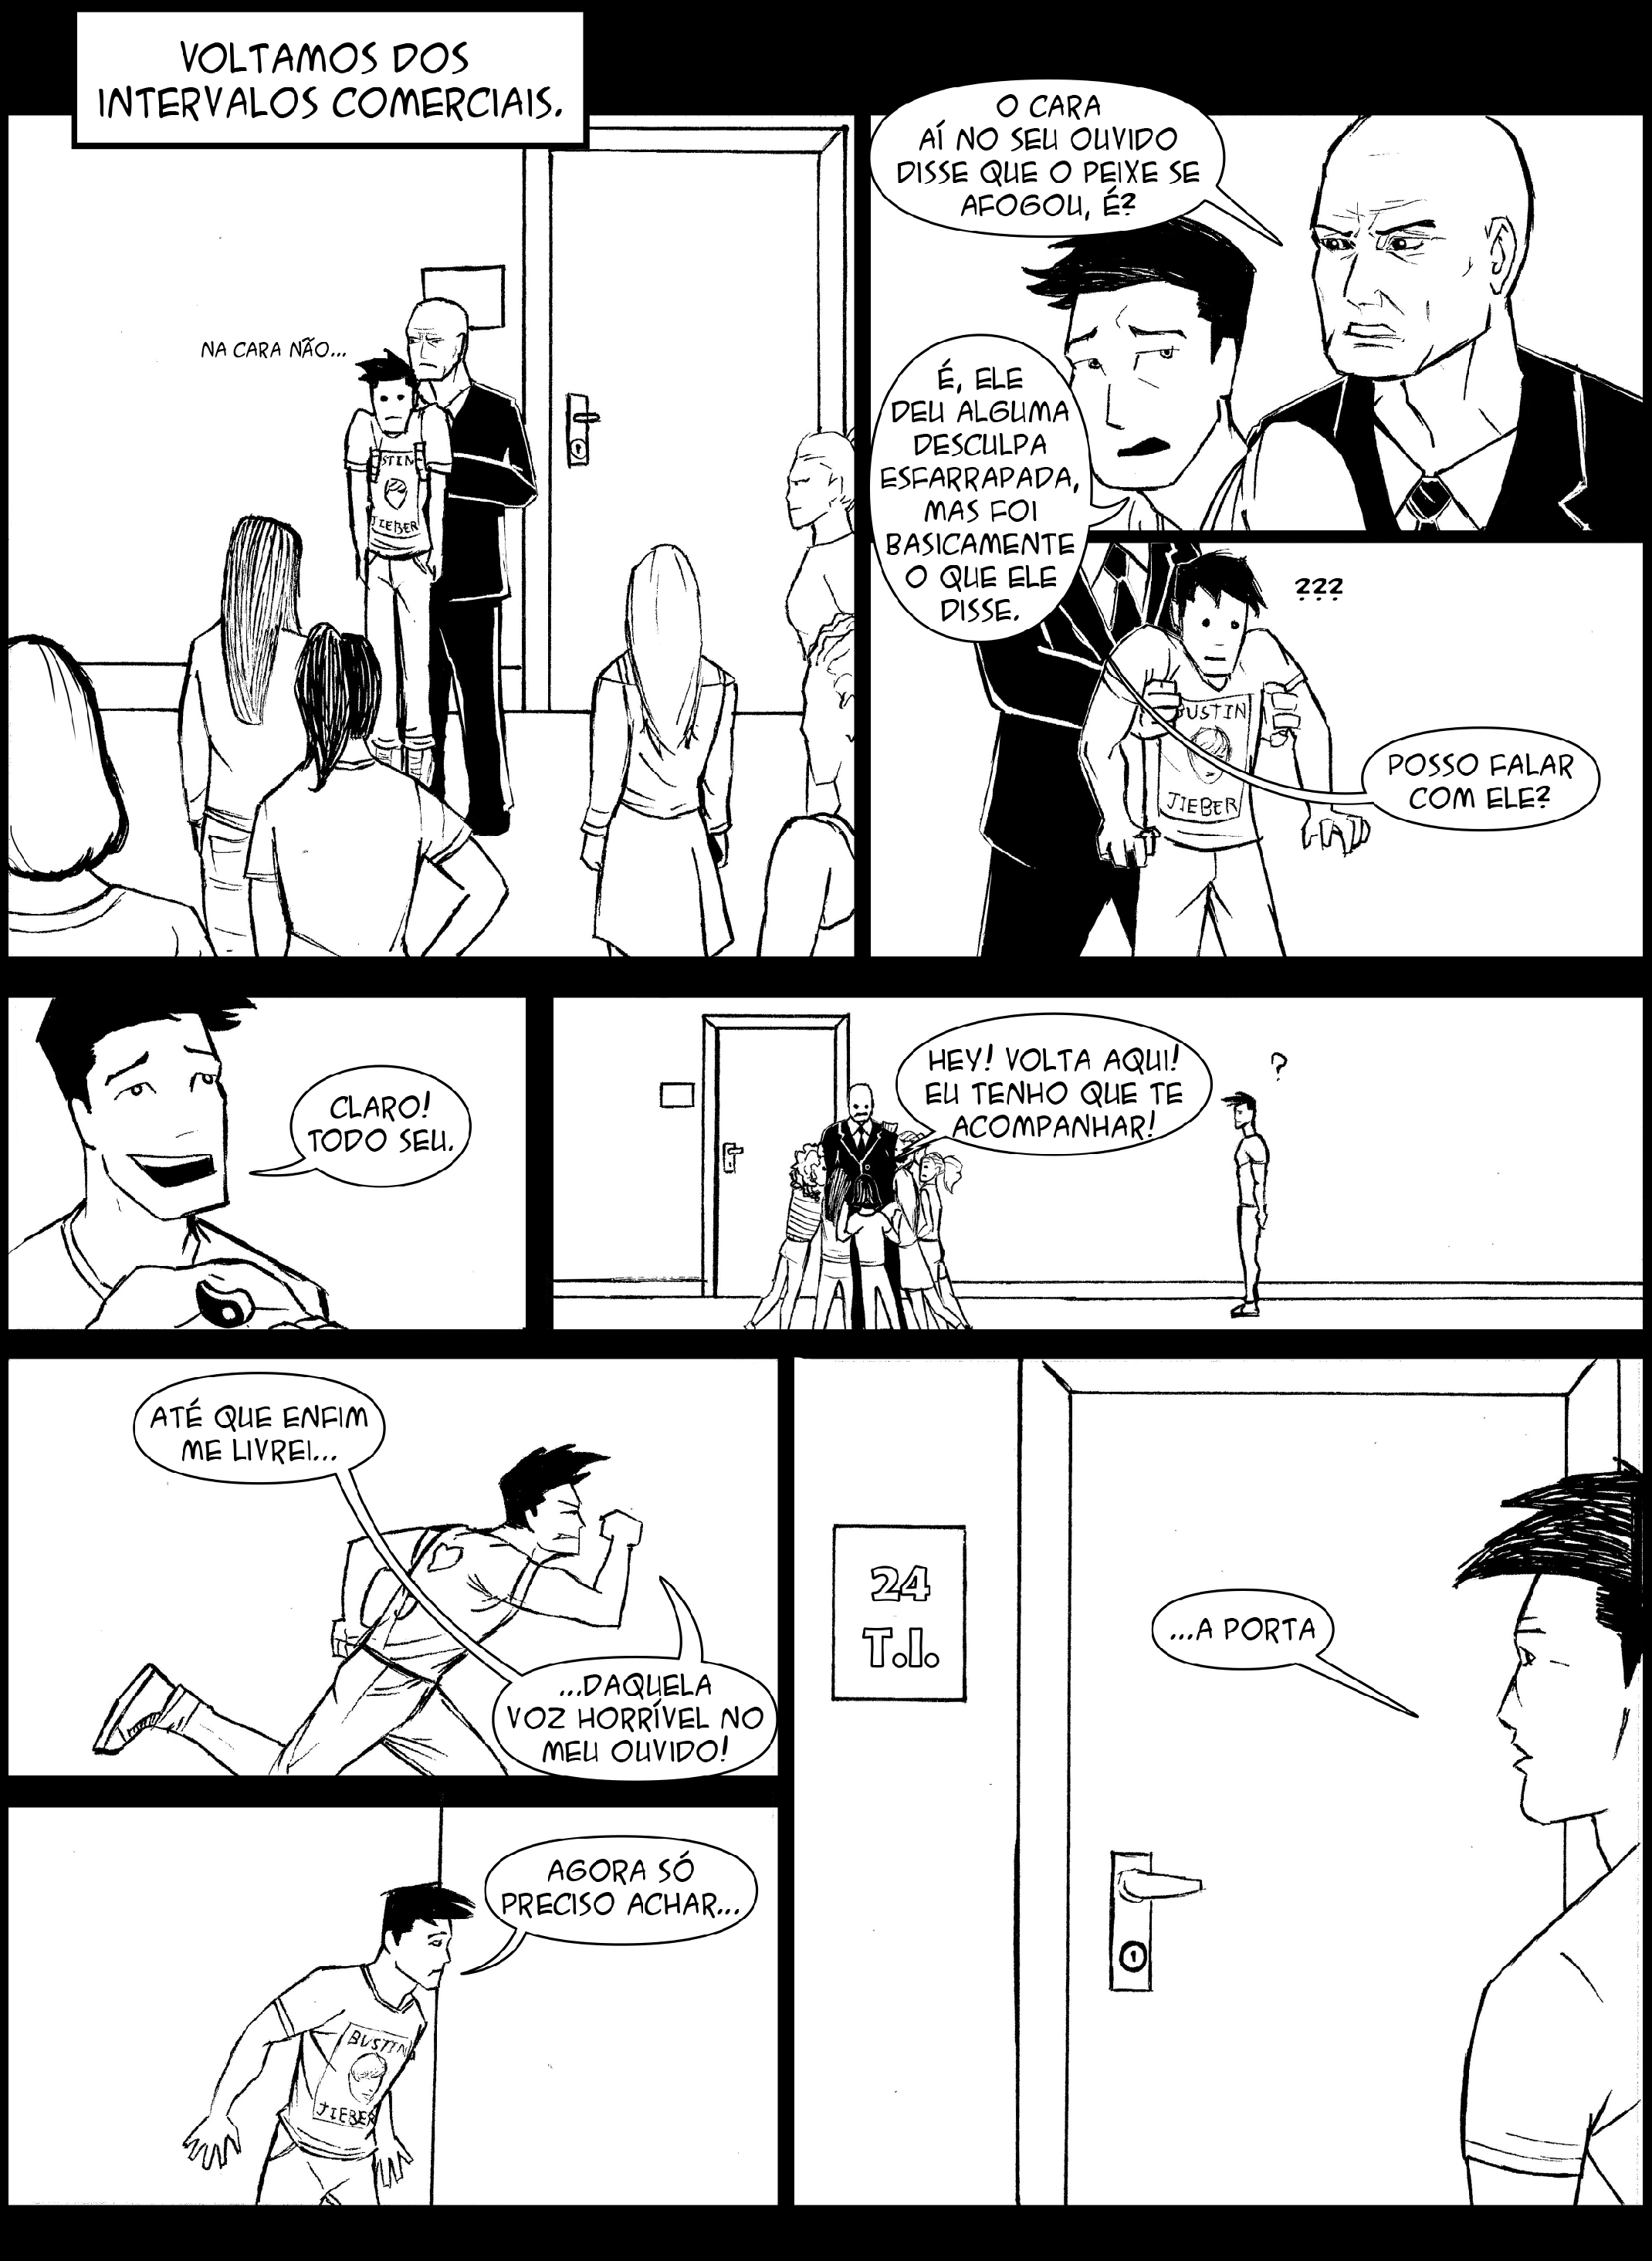 VOLTAMOS DOS
INTERVALOS COMERCIAIS.
NA CARA NÃO...
STIN
JIEBER
O CARA
AÍ NO SEU OUVIDO
DISSE QUE O PEIXE SE
AFOGOU, É?
É, ELE
DEU ALGUMA
DESCULPA
ESFARRAPADA,
MAS FOI
BASICAMENTE
O QUE ELE
DISSE.
???
BUSTIN
JIEBER
POSSO FALAR
COM ELE?
CLARO!
TODO SEU.
HEY! VOLTA AQUI!
EU TENHO QUE TE
ACOMPANHAR!
?
ATÉ QUE ENFIM
ME LIVREI...
...DAQUELA
VOZ HORRÍVEL NO
MEU OUVIDO!
AGORA SÓ
PRECISO ACHAR...
BUSTIN
JIEBER
24
T.I.
...A PORTA